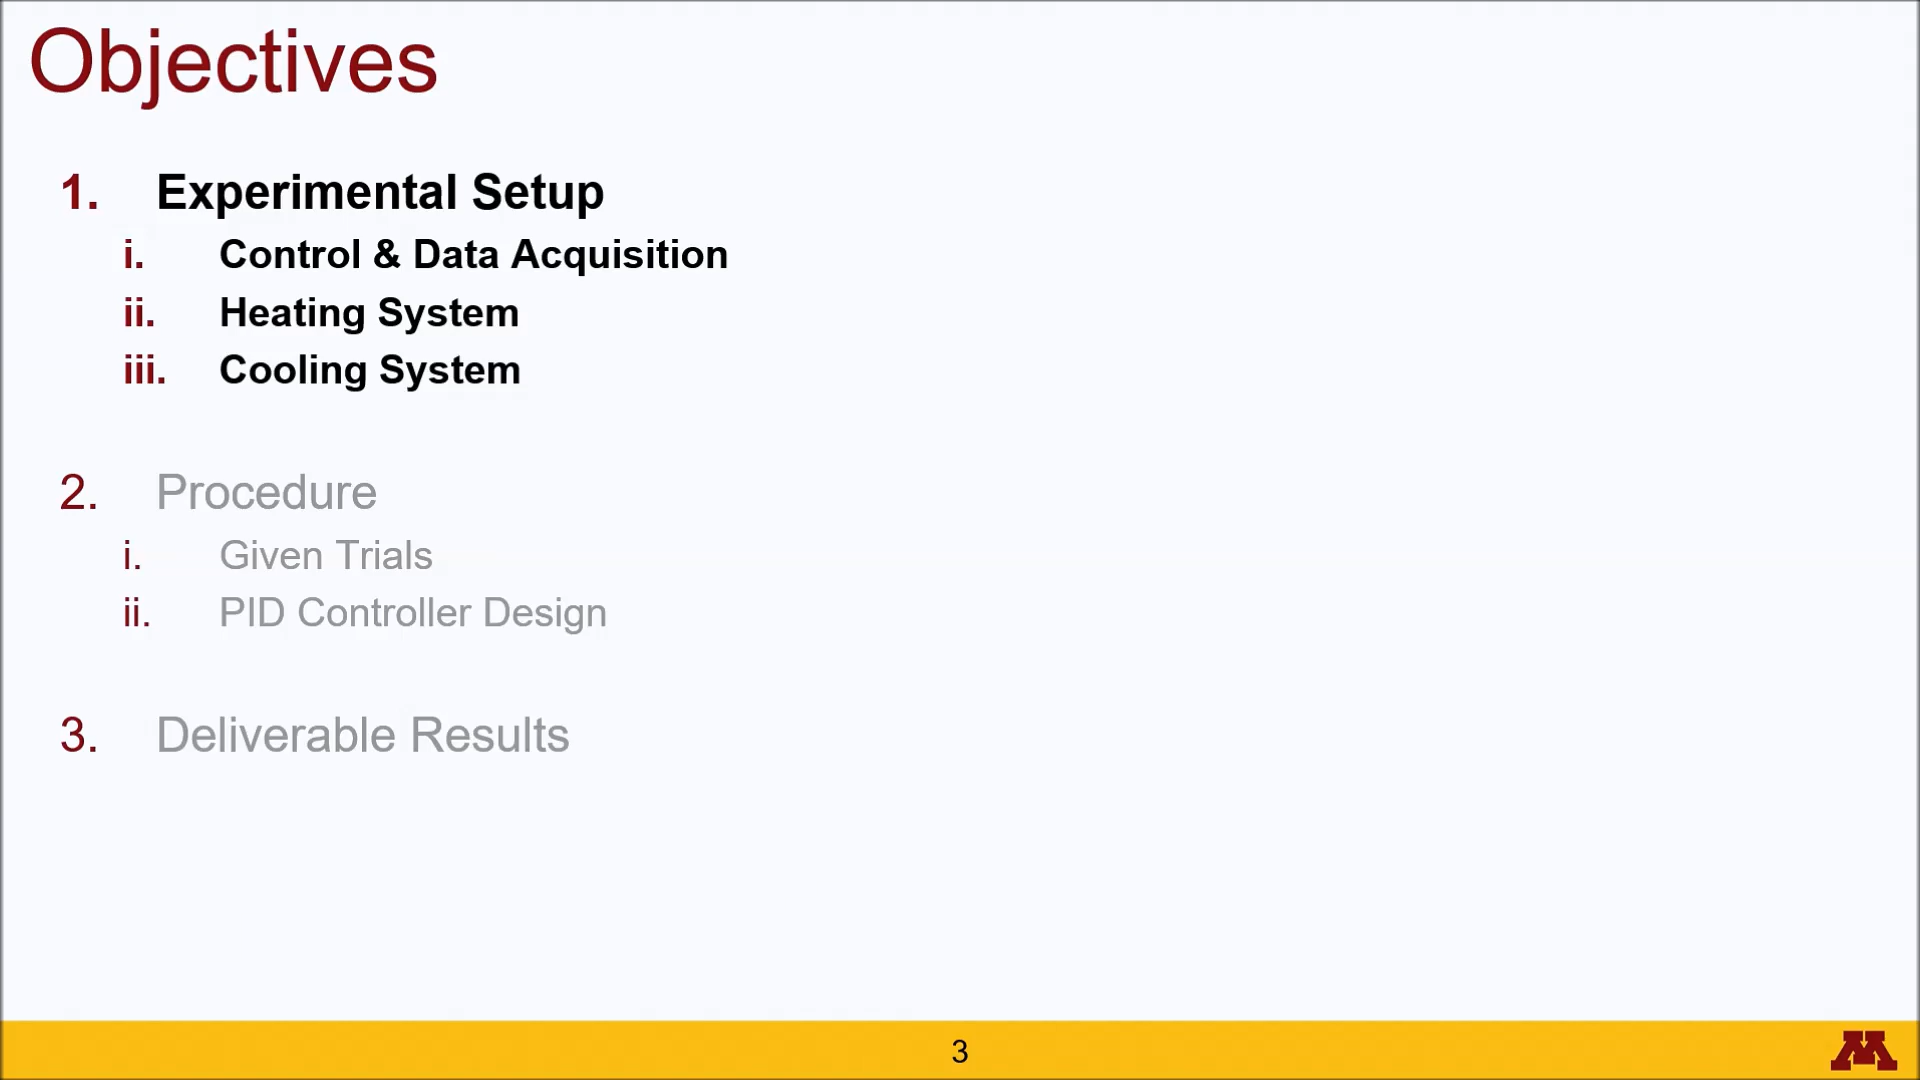 Objectives
1. Experimental Setup
i. Control & Data Acquisition
ii. Heating System
iii. Cooling System
2. Procedure
i. Given Trials
ii. PID Controller Design
3. Deliverable Results
3
M